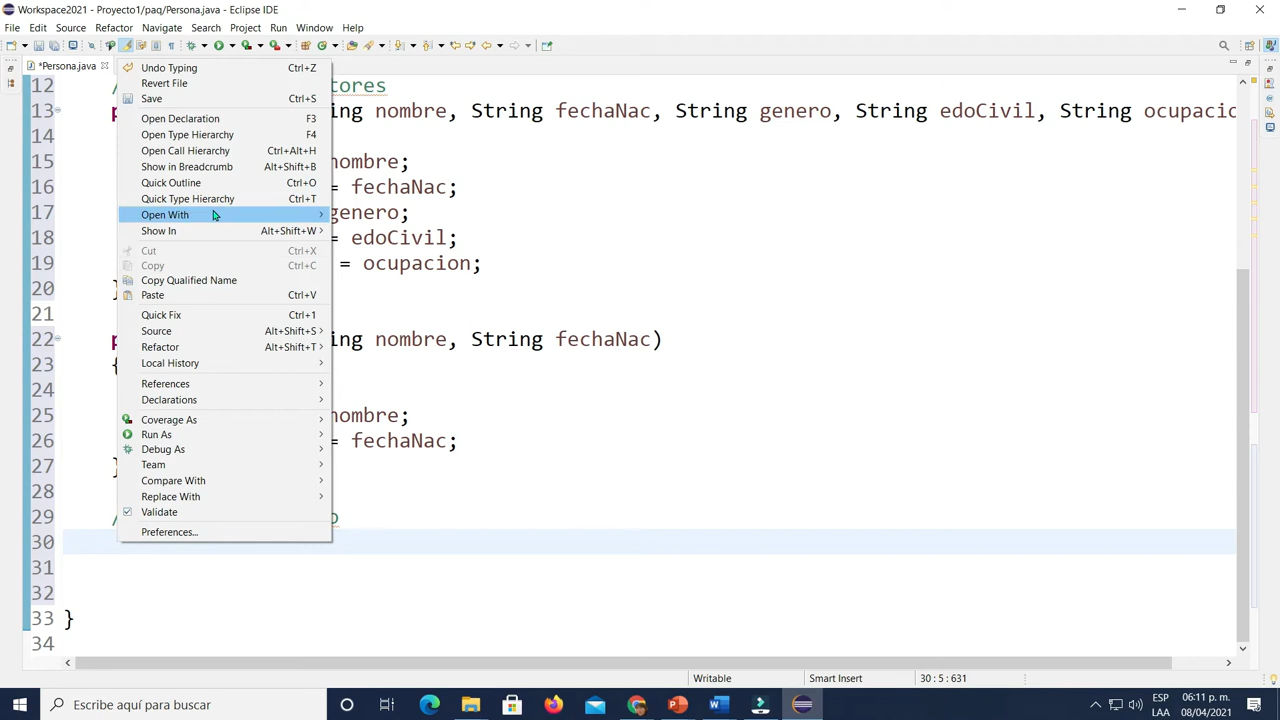 Workspace2021 - Proyecto1/paq/Persona.java - Eclipse IDE
File Edit Source Refactor Navigate Search Project Run Window Help
*Persona.java
Undo Typing Ctrl+Z
Revert File
Save Ctrl+S
Open Declaration F3
Open Type Hierarchy F4
Open Call Hierarchy Ctrl+Alt+H
Show in Breadcrumb Alt+Shift+B
Quick Outline Ctrl+O
Quick Type Hierarchy Ctrl+T
Open With
Show In Alt+Shift+W
Cut Ctrl+X
Copy Ctrl+C
Copy Qualified Name
Paste Ctrl+V
Quick Fix Ctrl+1
Source Alt+Shift+S
Refactor Alt+Shift+T
Local History
References
Declarations
Coverage As
Run As
Debug As
Team
Compare With
Replace With
Validate
Preferences...
12 / tores
13 p ing nombre, String fechaNac, String genero, String edoCivil, String ocupacio
14
15 nombre;
16 = fechaNac;
17 genero;
18 = edoCivil;
19 = ocupacion;
20 }
21
22 p ing nombre, String fechaNac)
23 {
24
25 nombre;
26 = fechaNac;
27 }
28
29 / o
30
31
32
33 }
34
Writable Smart Insert 30 : 5 : 631
Escribe aquí para buscar
ESP
LAA
06:11 p. m.
08/04/2021